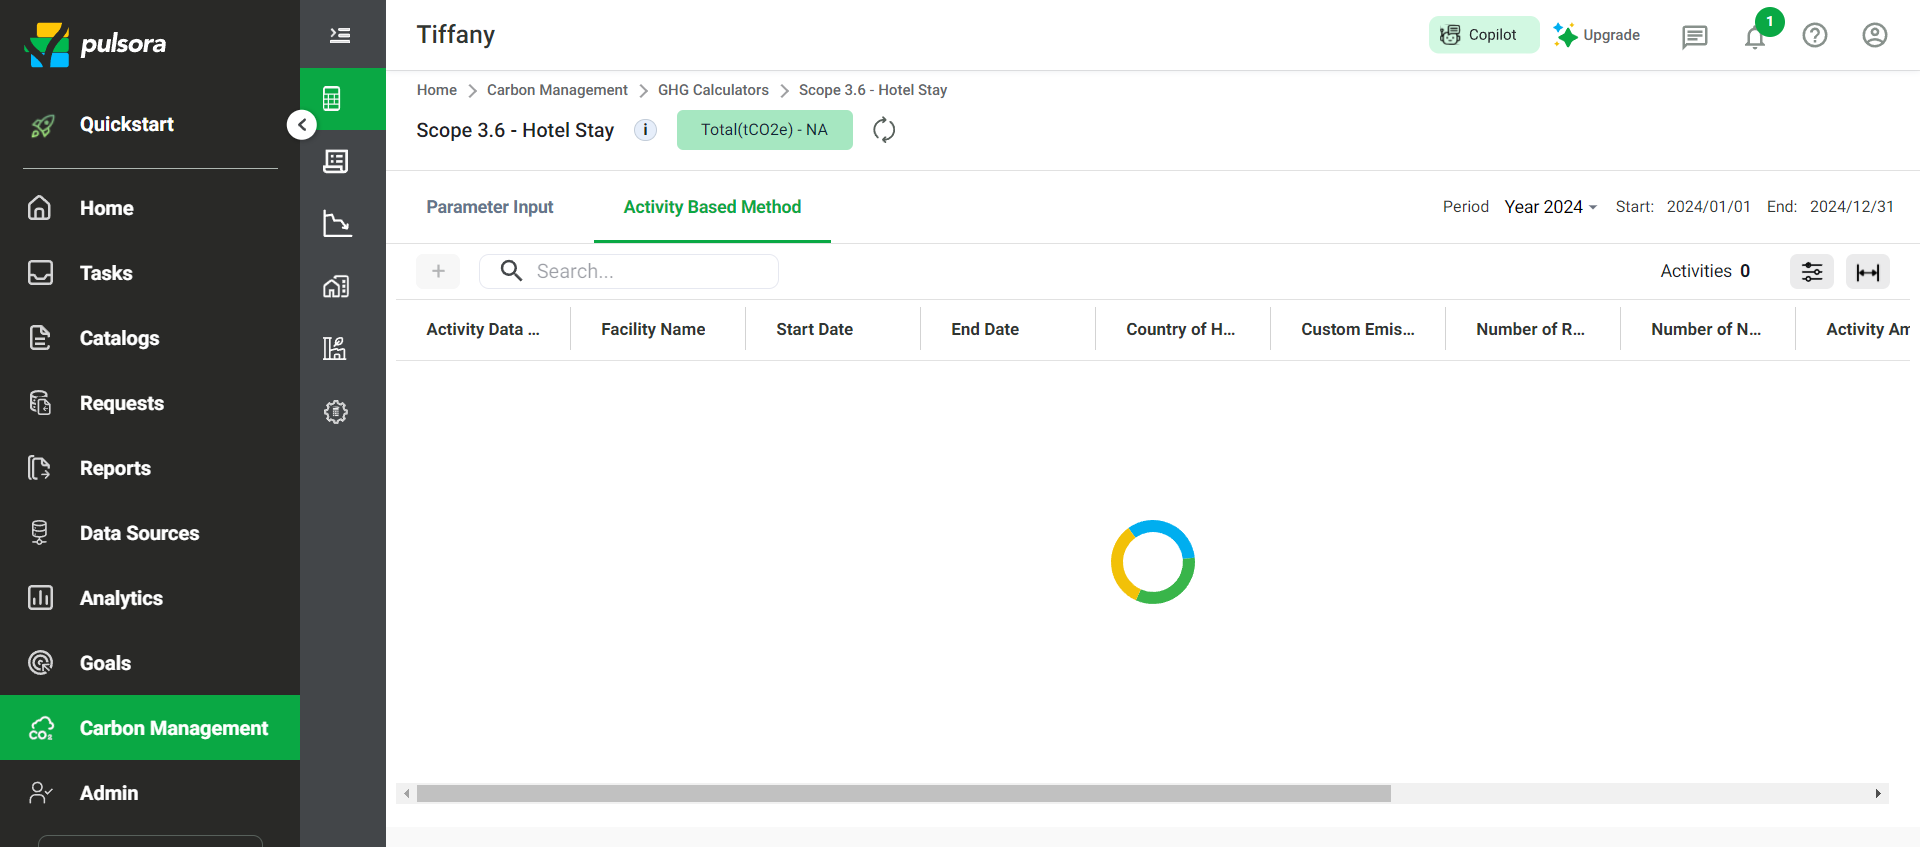 pulsora
Quickstart
Home
Tasks
Catalogs
Requests
Reports
Data Sources
Analytics
Goals
CO2
Carbon Management
Admin
Tiffany
Copilot
Upgrade
1
Home > Carbon Management > GHG Calculators > Scope 3.6 - Hotel Stay
Scope 3.6 - Hotel Stay
i
Total(tCO2e) - NA
Parameter Input
Activity Based Method
Period Year 2024 Start: 2024/01/01 End: 2024/12/31
+
Search...
Activities 0
Activity Data ... Facility Name Start Date End Date Country of H... Custom Emis... Number of R... Number of N... Activity Am